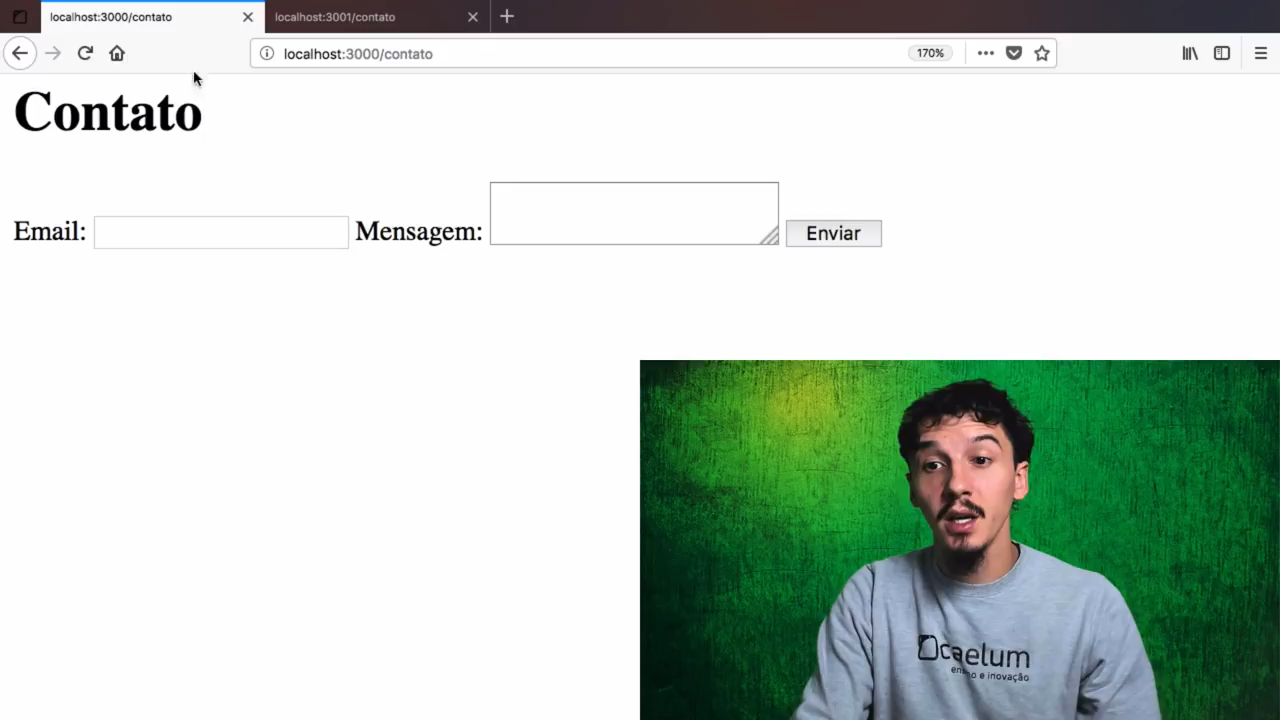 localhost:3000/contato
localhost:3001/contato
localhost:3000/contato
170%
Contato
Email:
Mensagem:
Enviar
caelum
ensino e inovação